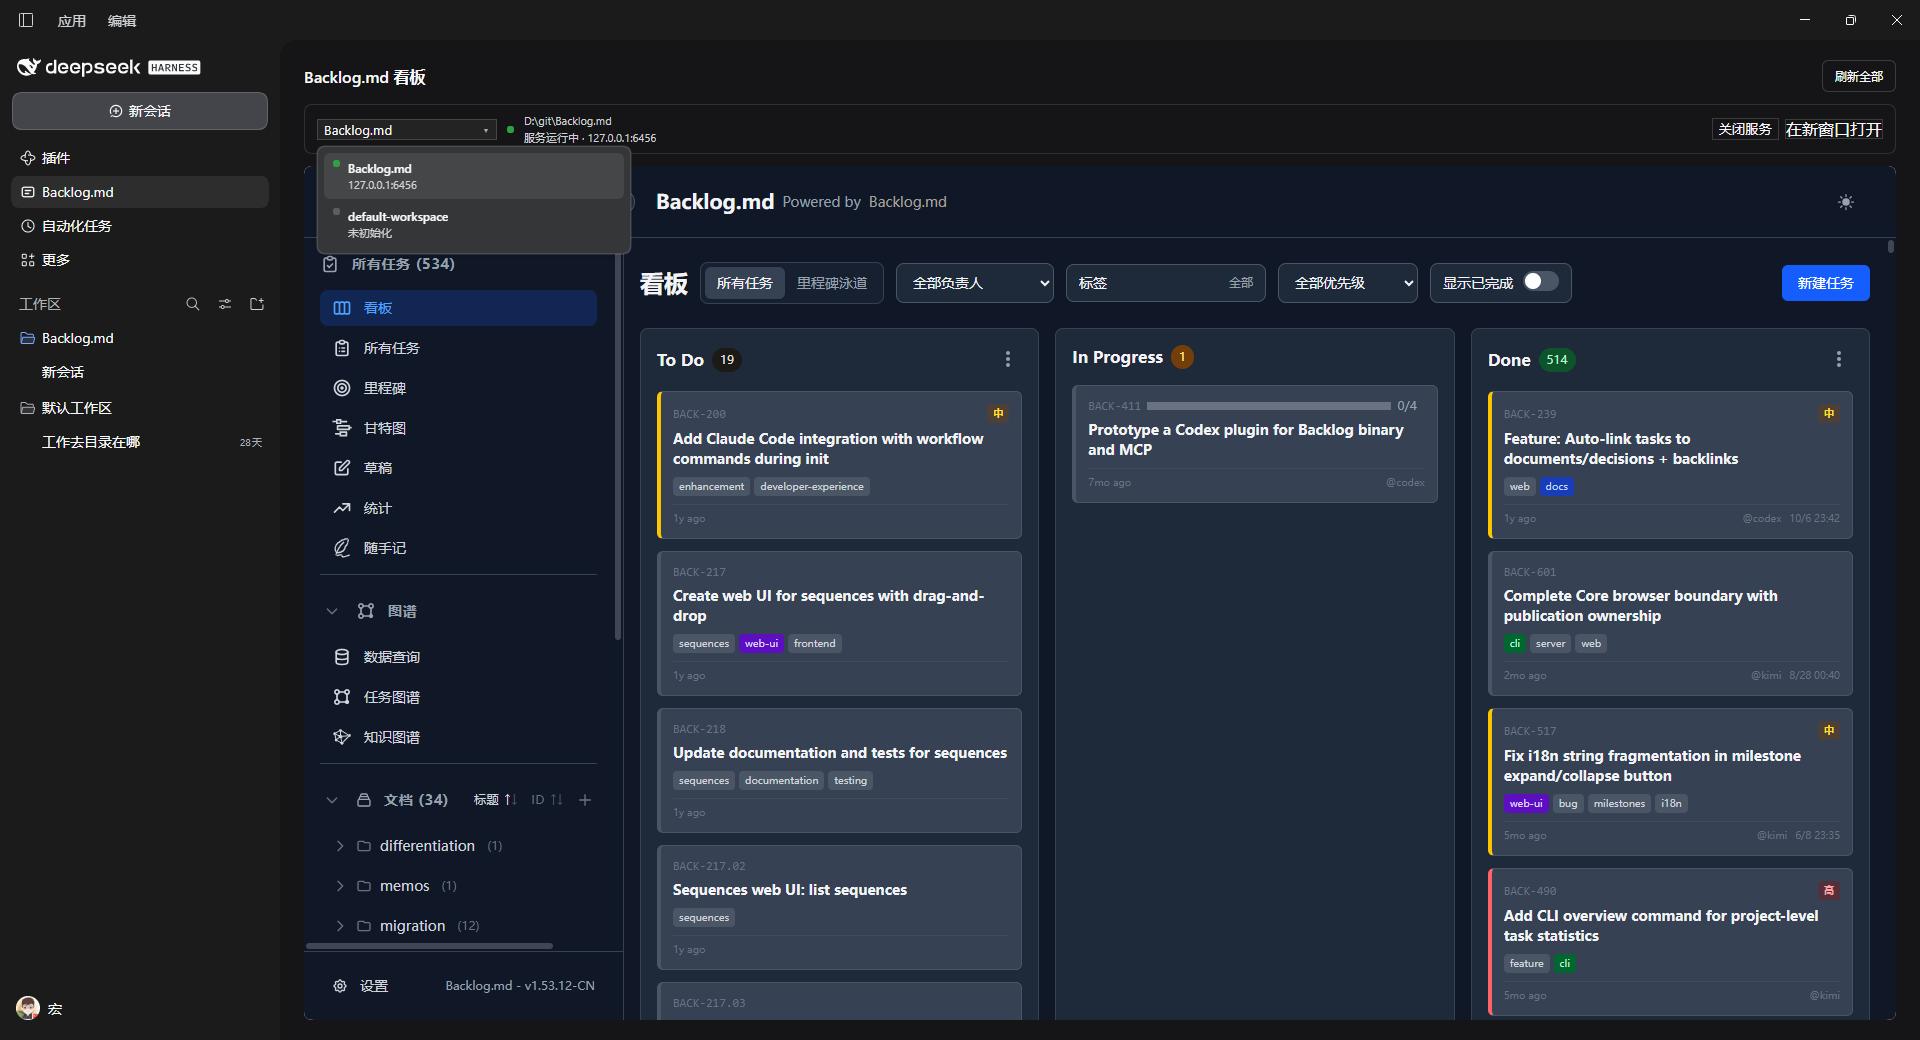 应用 编辑
deepseek HARNESS
新会话
插件
Backlog.md
自动化任务
更多
工作区
Backlog.md
新会话
默认工作区
工作去目录在哪 28天
宏
Backlog.md 看板
刷新全部
Backlog.md
D:\git\Backlog.md
服务运行中 · 127.0.0.1:6456
关闭服务 在新窗口打开
Backlog.md
127.0.0.1:6456
default-workspace
未初始化
Backlog.md Powered by Backlog.md
所有任务 (534)
看板
所有任务
里程碑
甘特图
草稿
统计
随手记
图谱
数据查询
任务图谱
知识图谱
文档 (34) 标题 ↑↓ ID ↑↓ +
differentiation (1)
memos (1)
migration (12)
设置 Backlog.md - v1.53.12-CN
看板 所有任务 里程碑泳道 全部负责人 标签 全部 全部优先级 显示已完成 新建任务
To Do 19
BACK-200 中
Add Claude Code integration with workflow
commands during init
enhancement developer-experience
1y ago
BACK-217
Create web UI for sequences with drag-and-
drop
sequences web-ui frontend
1y ago
BACK-218
Update documentation and tests for sequences
sequences documentation testing
1y ago
BACK-217.02
Sequences web UI: list sequences
sequences
1y ago
BACK-217.03
In Progress 1
BACK-411 0/4
Prototype a Codex plugin for Backlog binary
and MCP
7mo ago @codex
Done 514
BACK-239 中
Feature: Auto-link tasks to
documents/decisions + backlinks
web docs
1y ago @codex 10/6 23:42
BACK-601
Complete Core browser boundary with
publication ownership
cli server web
2mo ago @kimi 8/28 00:40
BACK-517 中
Fix i18n string fragmentation in milestone
expand/collapse button
web-ui bug milestones i18n
5mo ago @kimi 6/8 23:35
BACK-490 高
Add CLI overview command for project-level
task statistics
feature cli
5mo ago @kimi